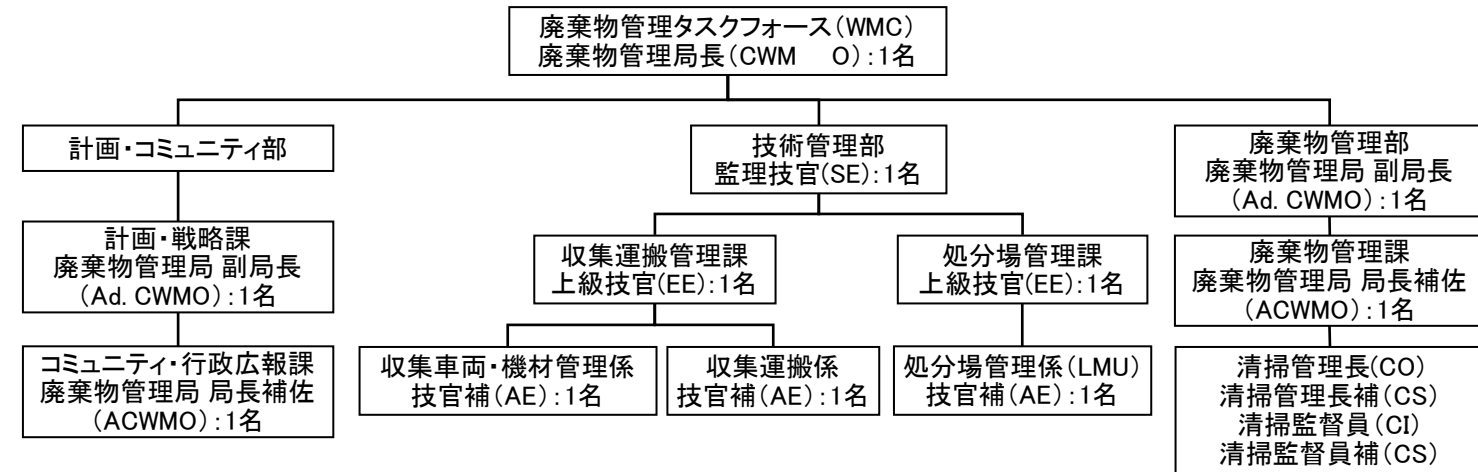 廃棄物管理タスクフォース(WMC)
廃棄物管理局長(CWM O):1名
計画・コミュニティ部
技術管理部
監理技官(SE):1名
廃棄物管理部
廃棄物管理局 副局長
(Ad. CWMO):1名
計画・戦略課
廃棄物管理局 副局長
(Ad. CWMO):1名
収集運搬管理課
上級技官(EE):1名
処分場管理課
上級技官(EE):1名
廃棄物管理課
廃棄物管理局 局長補佐
(ACWMO):1名
コミュニティ・行政広報課
廃棄物管理局 局長補佐
(ACWMO):1名
収集車両・機材管理係
技官補(AE):1名
収集運搬係
技官補(AE):1名
処分場管理係(LMU)
技官補(AE):1名
清掃管理長(CO)
清掃管理長補(CS)
清掃監督員(CI)
清掃監督員補(CS)